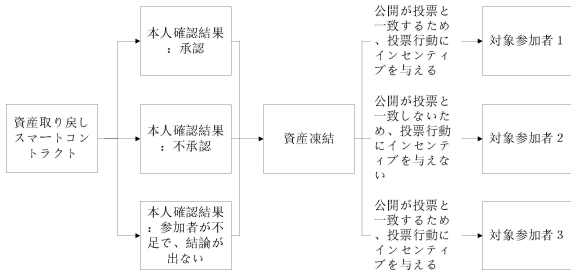 資産取り戻し
スマートコン
トラクト
本人確認結果
：承認
本人確認結果
：不承認
本人確認結果
：参加者が不
足で、結論が
出ない
資産凍結
公開が投票と
一致するため
、投票行動に
インセンティ
ブを与える
公開が投票と
一致しないた
め、投票行動
にインセンテ
ィブを与えな
い
公開が投票と
一致するため
、投票行動に
インセンティ
ブを与える
対象参加者１
対象参加者２
対象参加者３